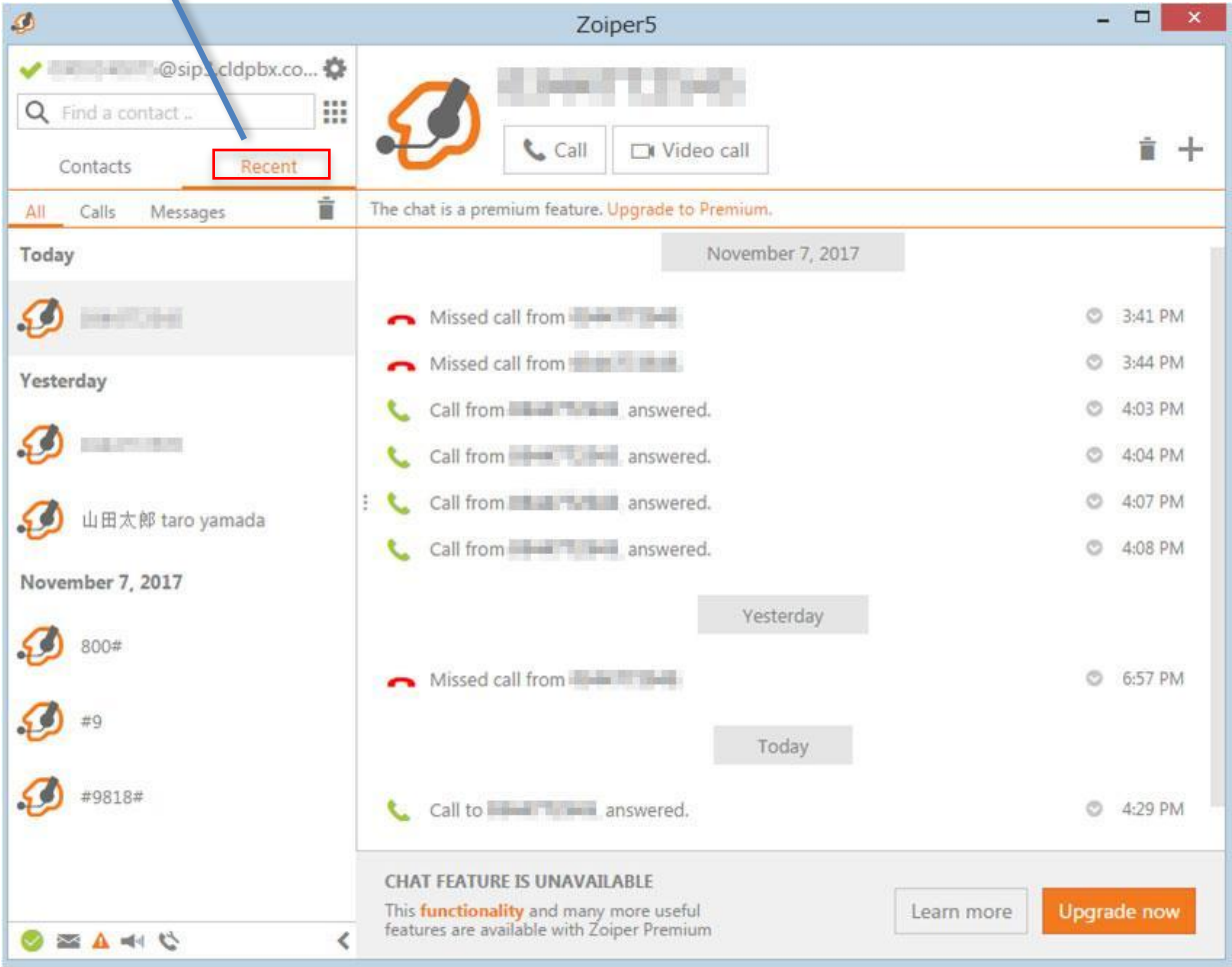 Zoiper5
@sip3.cldpbx.co...
Find a contact ..
Contacts
Recent
All
Calls
Messages
Today
Yesterday
山田太郎 taro yamada
November 7, 2017
800#
#9
#9818#
Call
Video call
The chat is a premium feature. Upgrade to Premium.
November 7, 2017
Missed call from
3:41 PM
Missed call from
3:44 PM
Call from answered.
4:03 PM
Call from answered.
4:04 PM
Call from answered.
4:07 PM
Call from answered.
4:08 PM
Yesterday
Missed call from
6:57 PM
Today
Call to answered.
4:29 PM
CHAT FEATURE IS UNAVAILABLE
This functionality and many more useful
features are available with Zoiper Premium
Learn more
Upgrade now